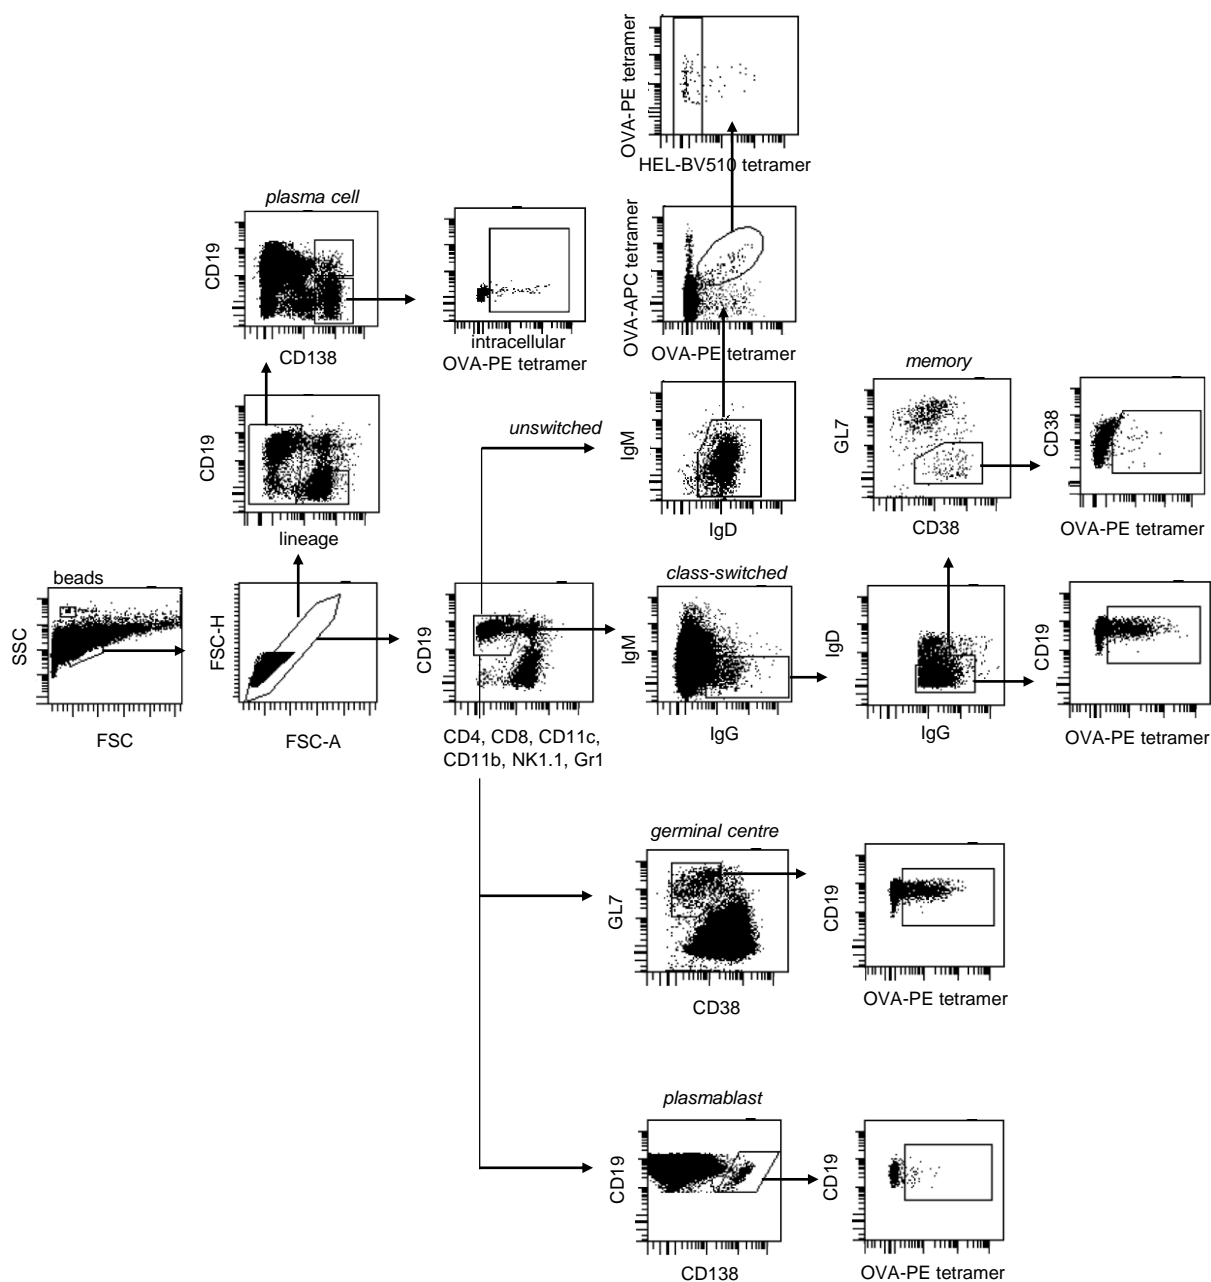 OVA-PE tetramer
HEL-BV510 tetramer
plasma cell
CD19
CD138
intracellular
OVA-PE tetramer
OVA-APC tetramer
OVA-PE tetramer
CD19
lineage
unswitched
IgM
IgD
memory
GL7
CD38
CD38
OVA-PE tetramer
beads
SSC
FSC
FSC-H
FSC-A
CD19
CD4, CD8, CD11c,
CD11b, NK1.1, Gr1
class-switched
IgM
IgG
IgD
IgG
CD19
OVA-PE tetramer
germinal centre
GL7
CD38
CD19
OVA-PE tetramer
plasmablast
CD19
CD138
CD19
OVA-PE tetramer